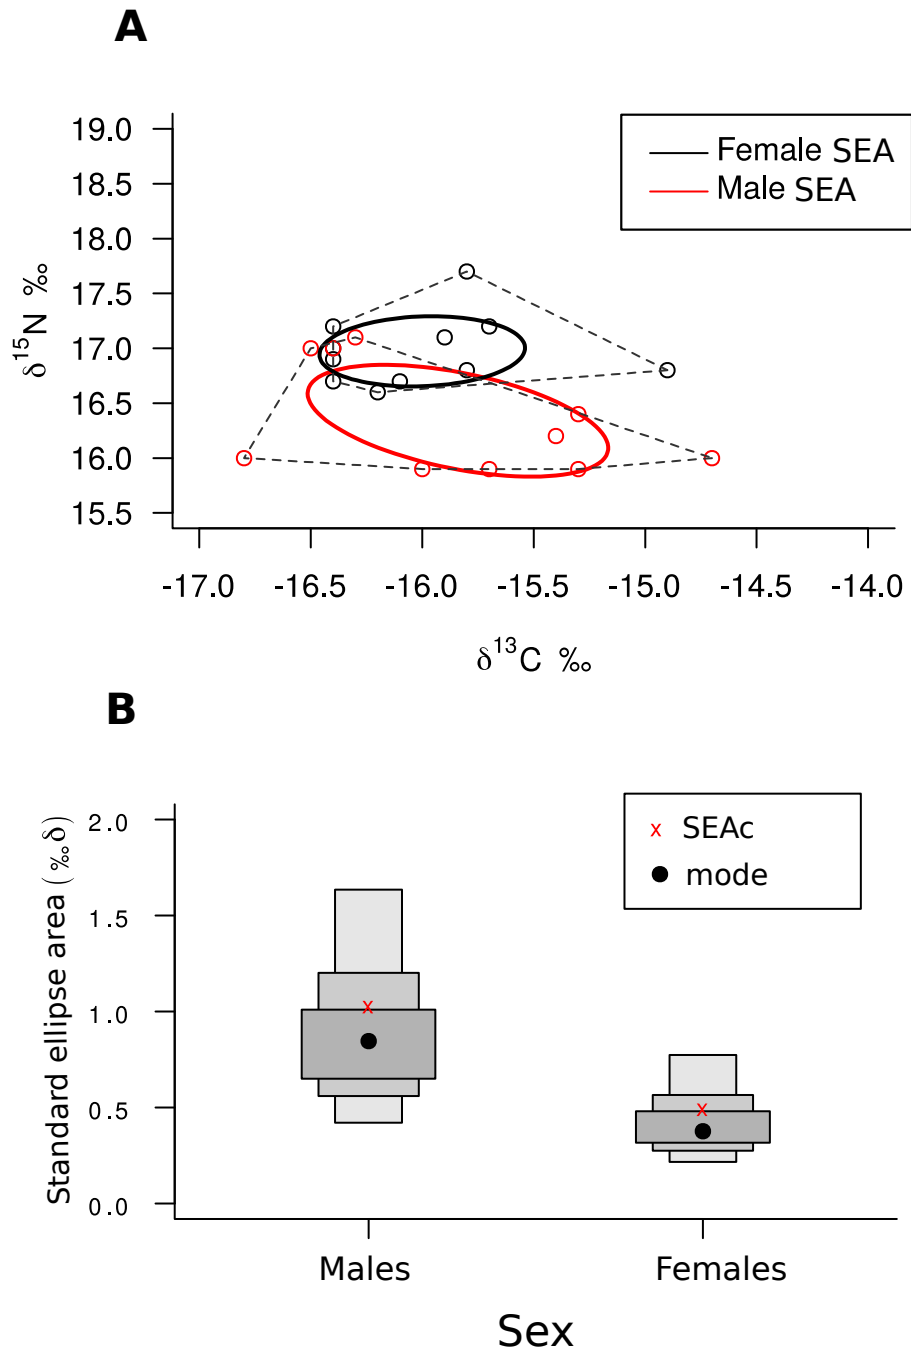 A
19.0
18.5
18.0
17.5
17.0
16.5
16.0
15.5
δ¹⁵N ‰
Female SEA
Male SEA
-17.0 -16.5 -16.0 -15.5 -15.0 -14.5 -14.0
δ¹³C ‰
B
2.0
1.5
1.0
0.5
0.0
Standard ellipse area (‰δ)
x SEAc
mode
x
x
Males Females
Sex